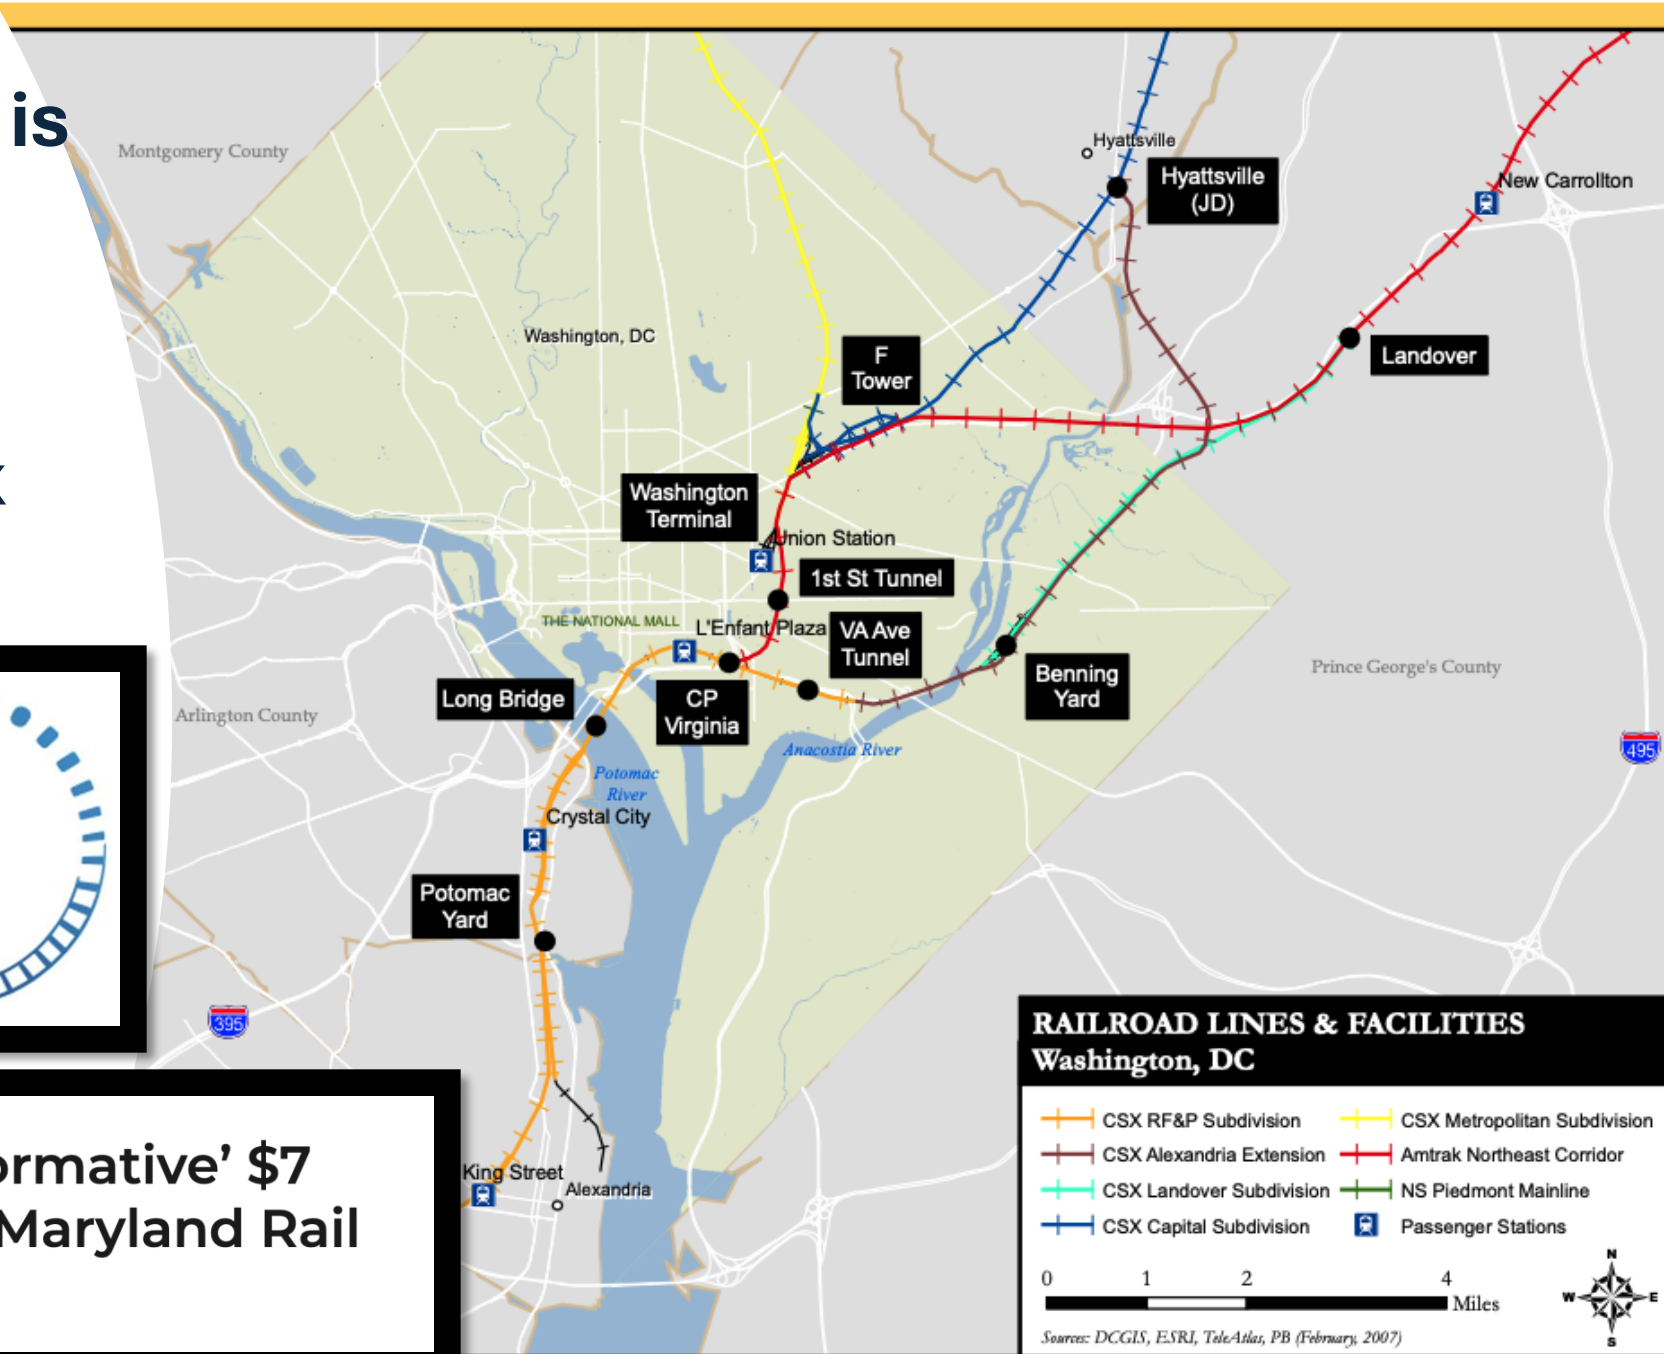 is
Montgomery County
Hyattsville
Hyattsville
(JD)
New Carrollton
Washington, DC
F
Tower
Landover
Washington
Terminal
Union Station
1st St Tunnel
THE NATIONAL MALL
L'Enfant Plaza
VA Ave
Tunnel
Benning
Yard
Prince George's County
Long Bridge
CP
Virginia
Arlington County
Anacostia River
495
Potomac
River
Crystal City
Potomac
Yard
395
King Street
Alexandria
ormative’ $7
Maryland Rail
RAILROAD LINES & FACILITIES
Washington, DC
CSX RF&P Subdivision
CSX Metropolitan Subdivision
CSX Alexandria Extension
Amtrak Northeast Corridor
CSX Landover Subdivision
NS Piedmont Mainline
CSX Capital Subdivision
Passenger Stations
0 1 2 4
Miles
N
W E
S
Sources: DCGIS, ESRI, TeleAtlas, PB (February, 2007)